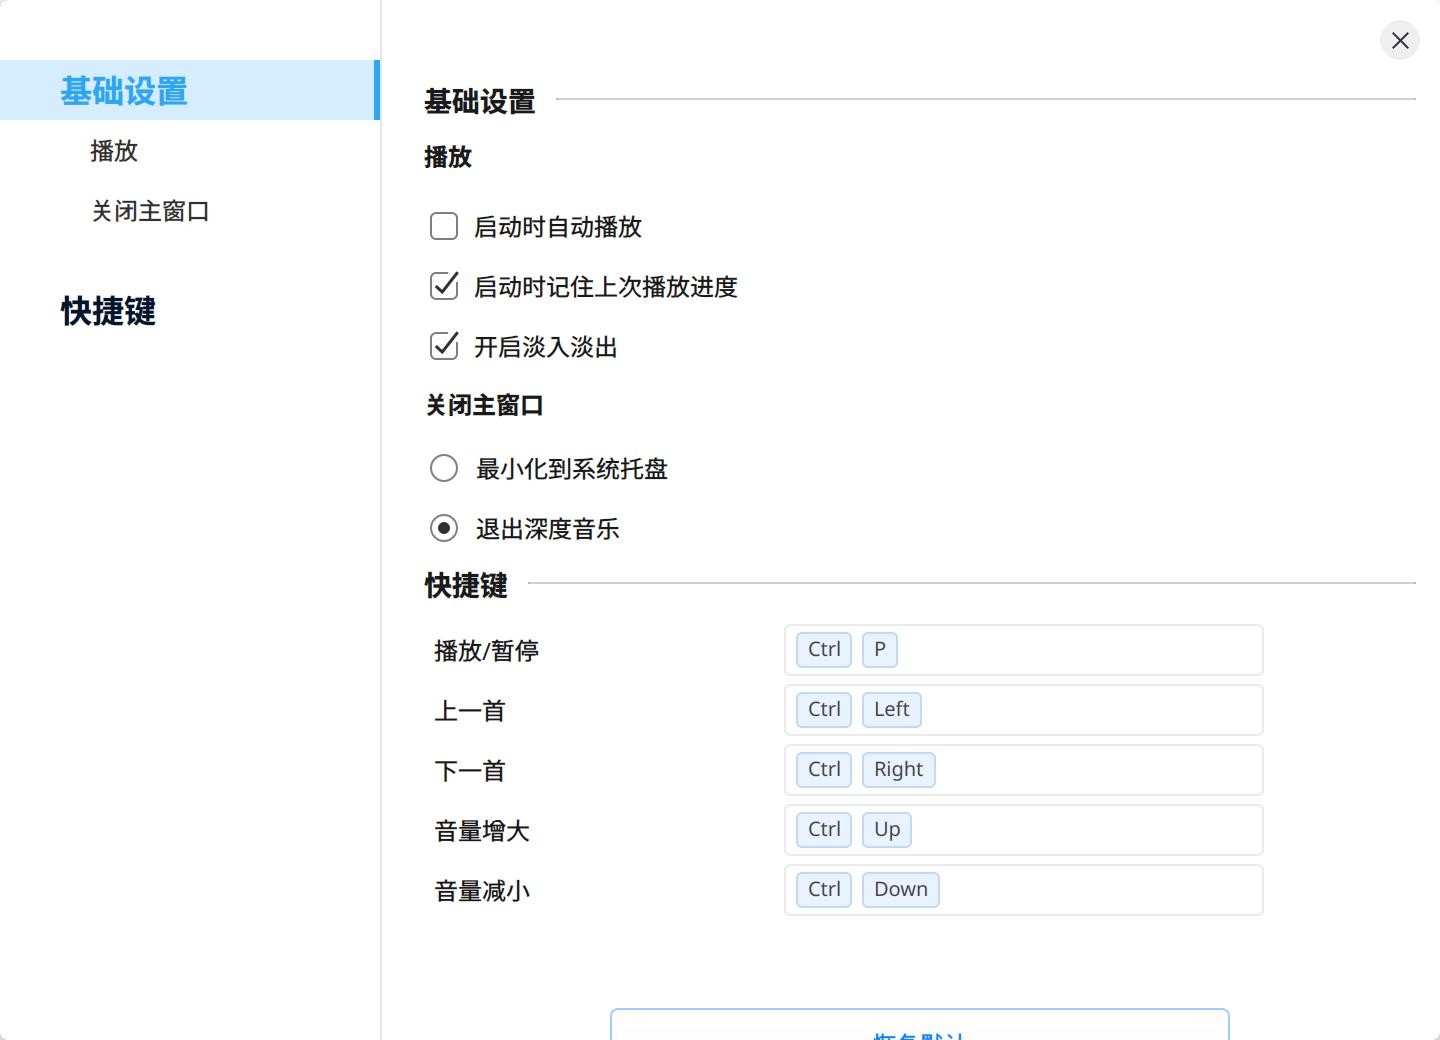 基础设置
播放
关闭主窗口
快捷键
基础设置
播放
启动时自动播放
启动时记住上次播放进度
开启淡入淡出
关闭主窗口
最小化到系统托盘
退出深度音乐
快捷键
播放/暂停 Ctrl P
上一首 Ctrl Left
下一首 Ctrl Right
音量增大 Ctrl Up
音量减小 Ctrl Down
恢复默认